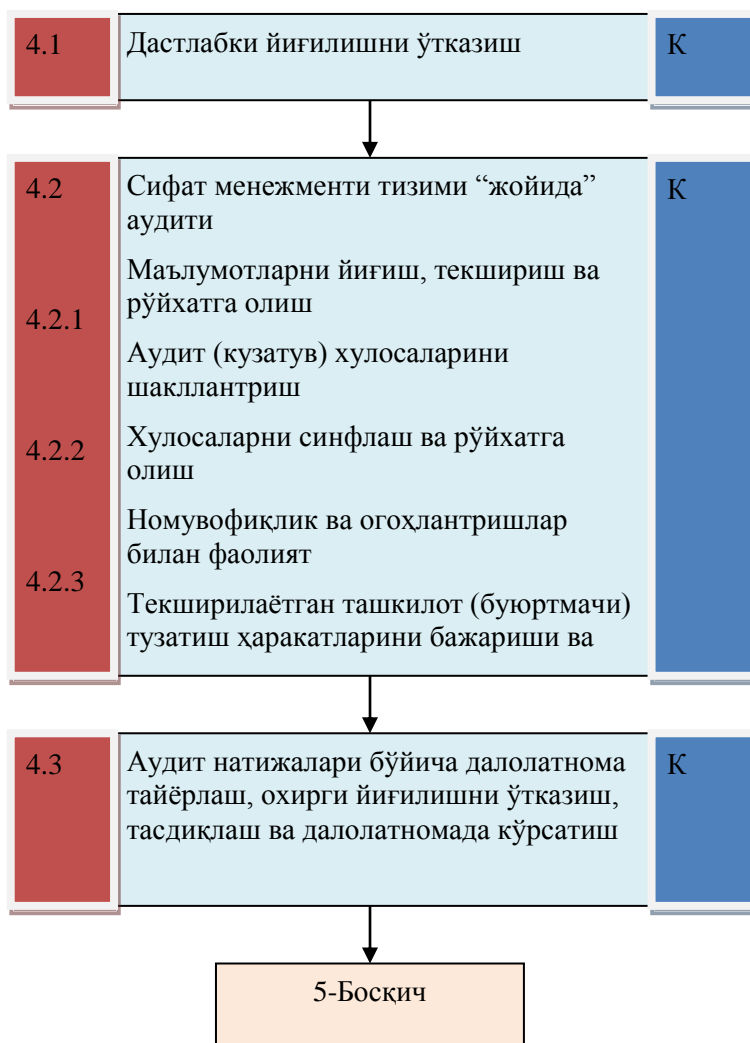 4.1
Дастлабки йиғилишни ўтказиш
К
4.2
Сифат менежменти тизими “жойида”
К
аудити
Маълумотларни йиғиш, текшириш ва
4.2.1
рўйхатга олиш
Аудит (кузатув) хулосаларини
шакллантриш
4.2.2
Хулосаларни синфлаш ва рўйхатга
олиш
Номувофиқлик ва огоҳлантришлар
билан фаолият
4.2.3
Текширилаётган ташкилот (буюртмачи)
тузатиш ҳаракатларини бажариши ва
4.3
Аудит натижалари бўйича далолатнома
К
тайёрлаш, охирги йиғилишни ўтказиш,
тасдиқлаш ва далолатномада кўрсатиш
5-Босқич